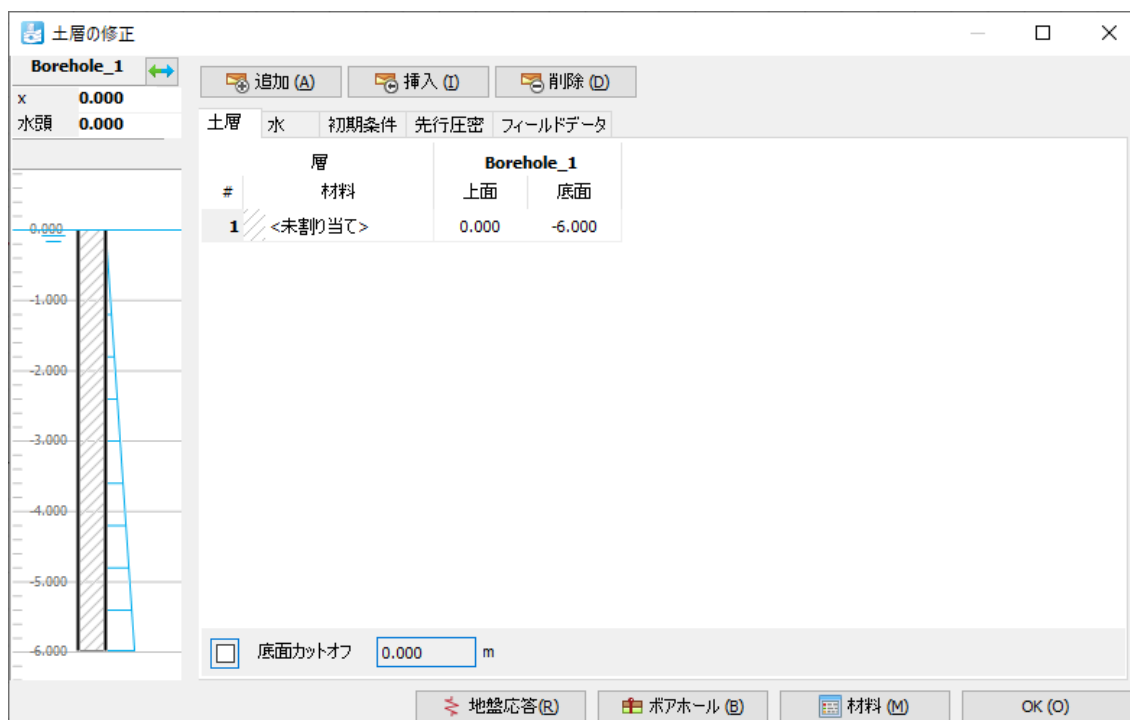 土層の修正
Borehole_1
x 0.000
水頭 0.000
追加 (A) 挿入 (I) 削除 (D)
土層 水 初期条件 先行圧密 フィールドデータ
層 Borehole_1
# 材料 上面 底面
1 <未割り当て> 0.000 -6.000
0.000
-1.000
-2.000
-3.000
-4.000
-5.000
-6.000
底面カットオフ 0.000 m
地盤応答(R) ボアホール (B) 材料 (M) OK (O)